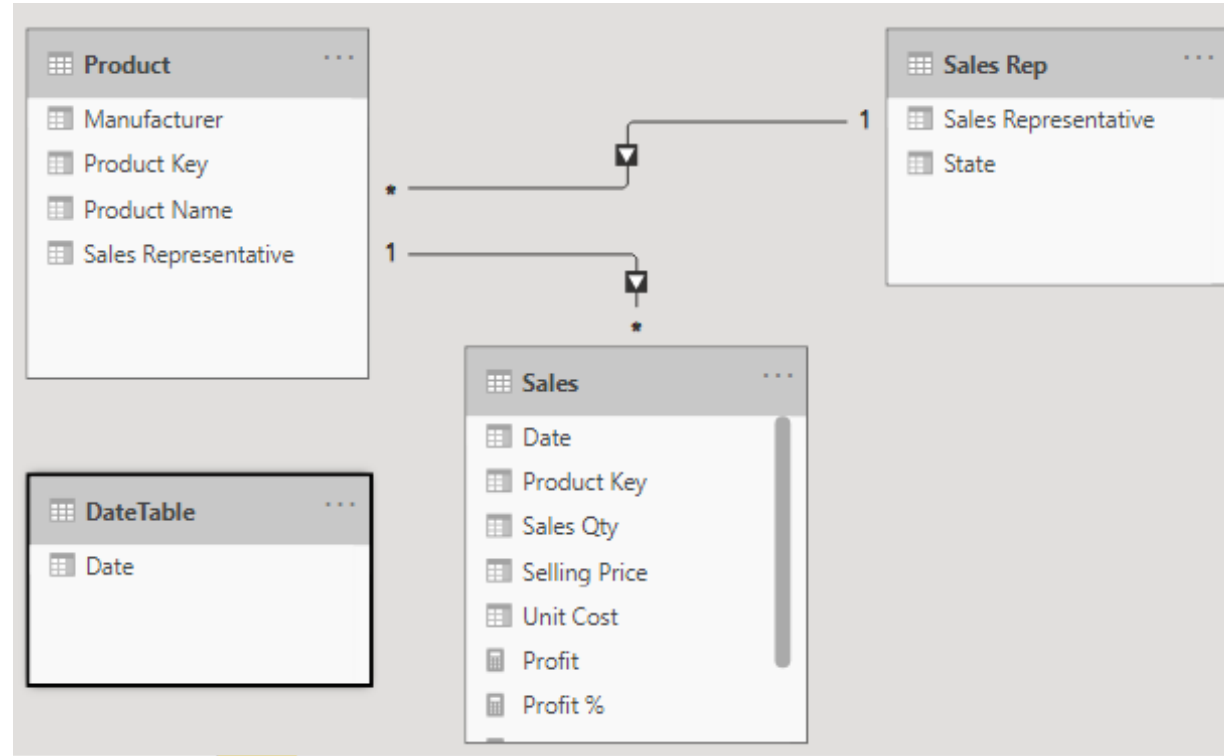 Product
Manufacturer
Product Key
Product Name
Sales Representative
* 1
1 *
Sales Rep
Sales Representative
State
DateTable
Date
Sales
Date
Product Key
Sales Qty
Selling Price
Unit Cost
Profit
Profit %